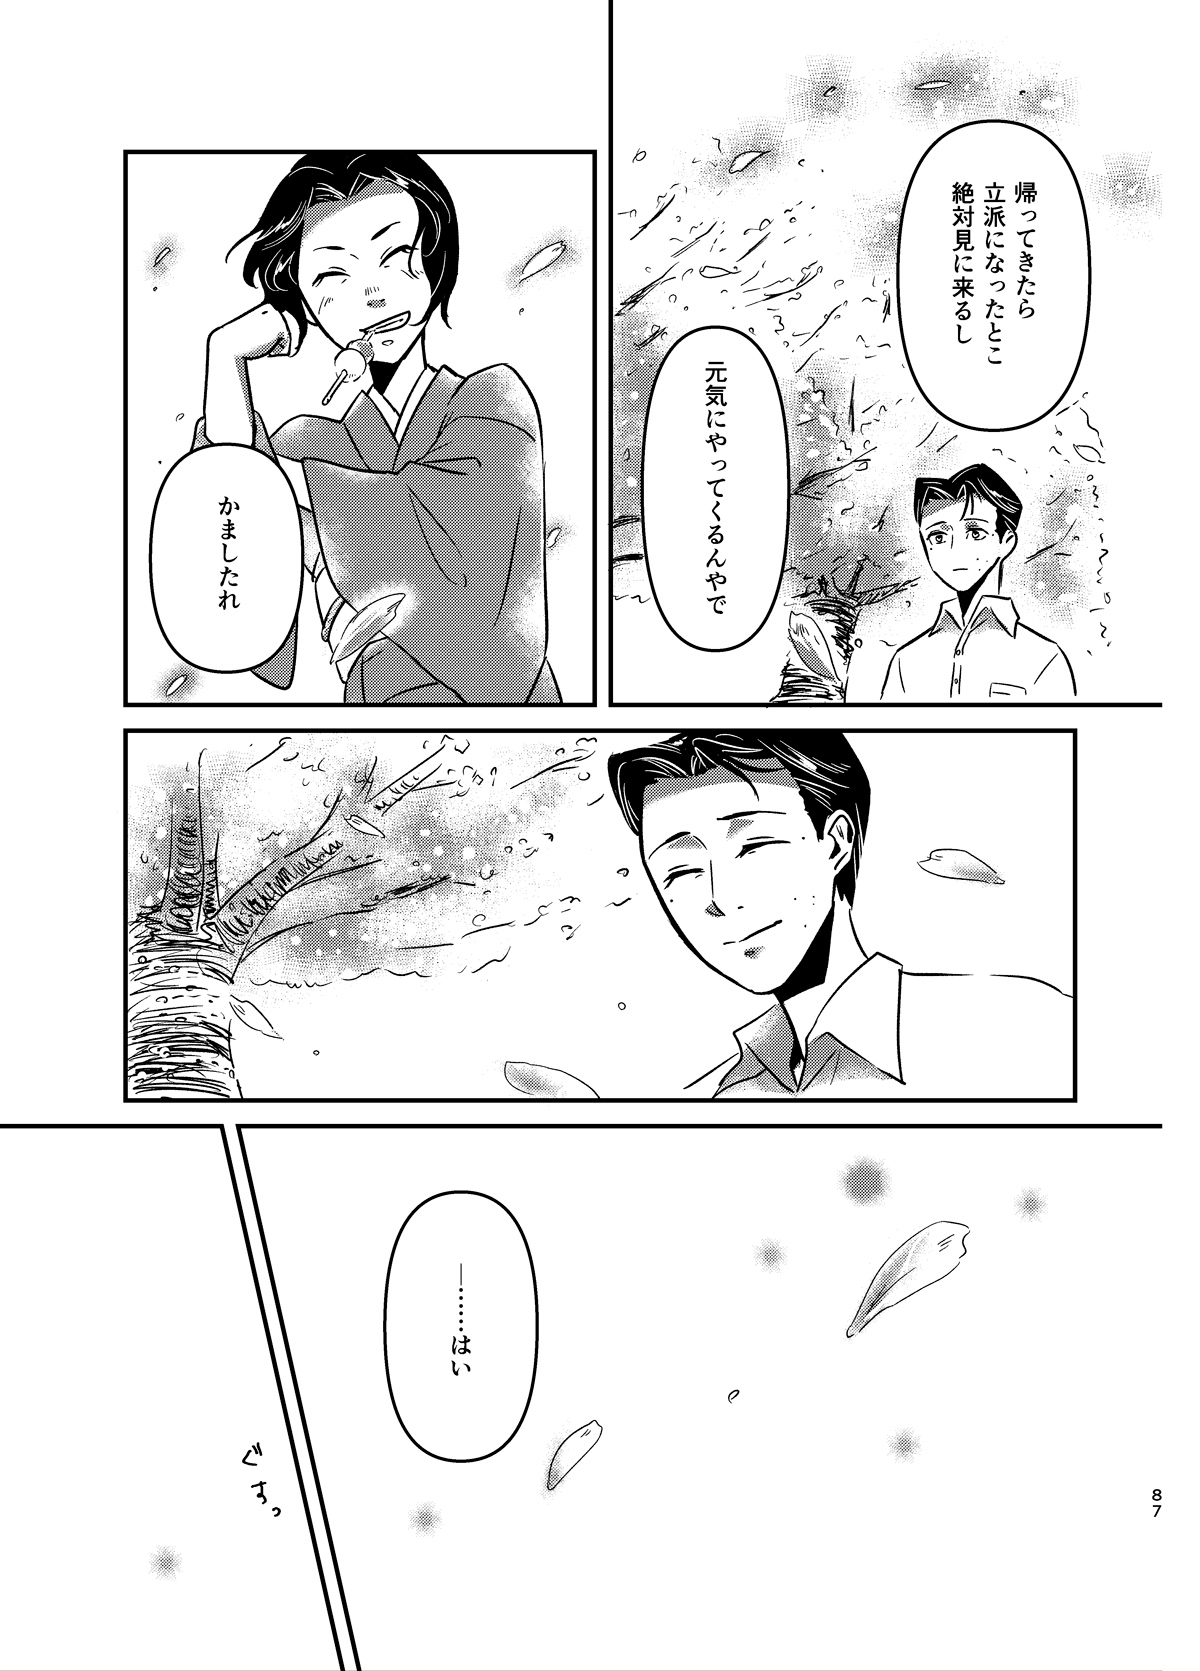 帰ってきたら
立派になったとこ
絶対見に来るし
元気にやってくるんやで
かましたれ
―……はい
ぐすっ
87